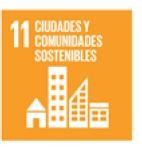 11 CIUDADES Y
COMUNIDADES
SOSTENIBLES